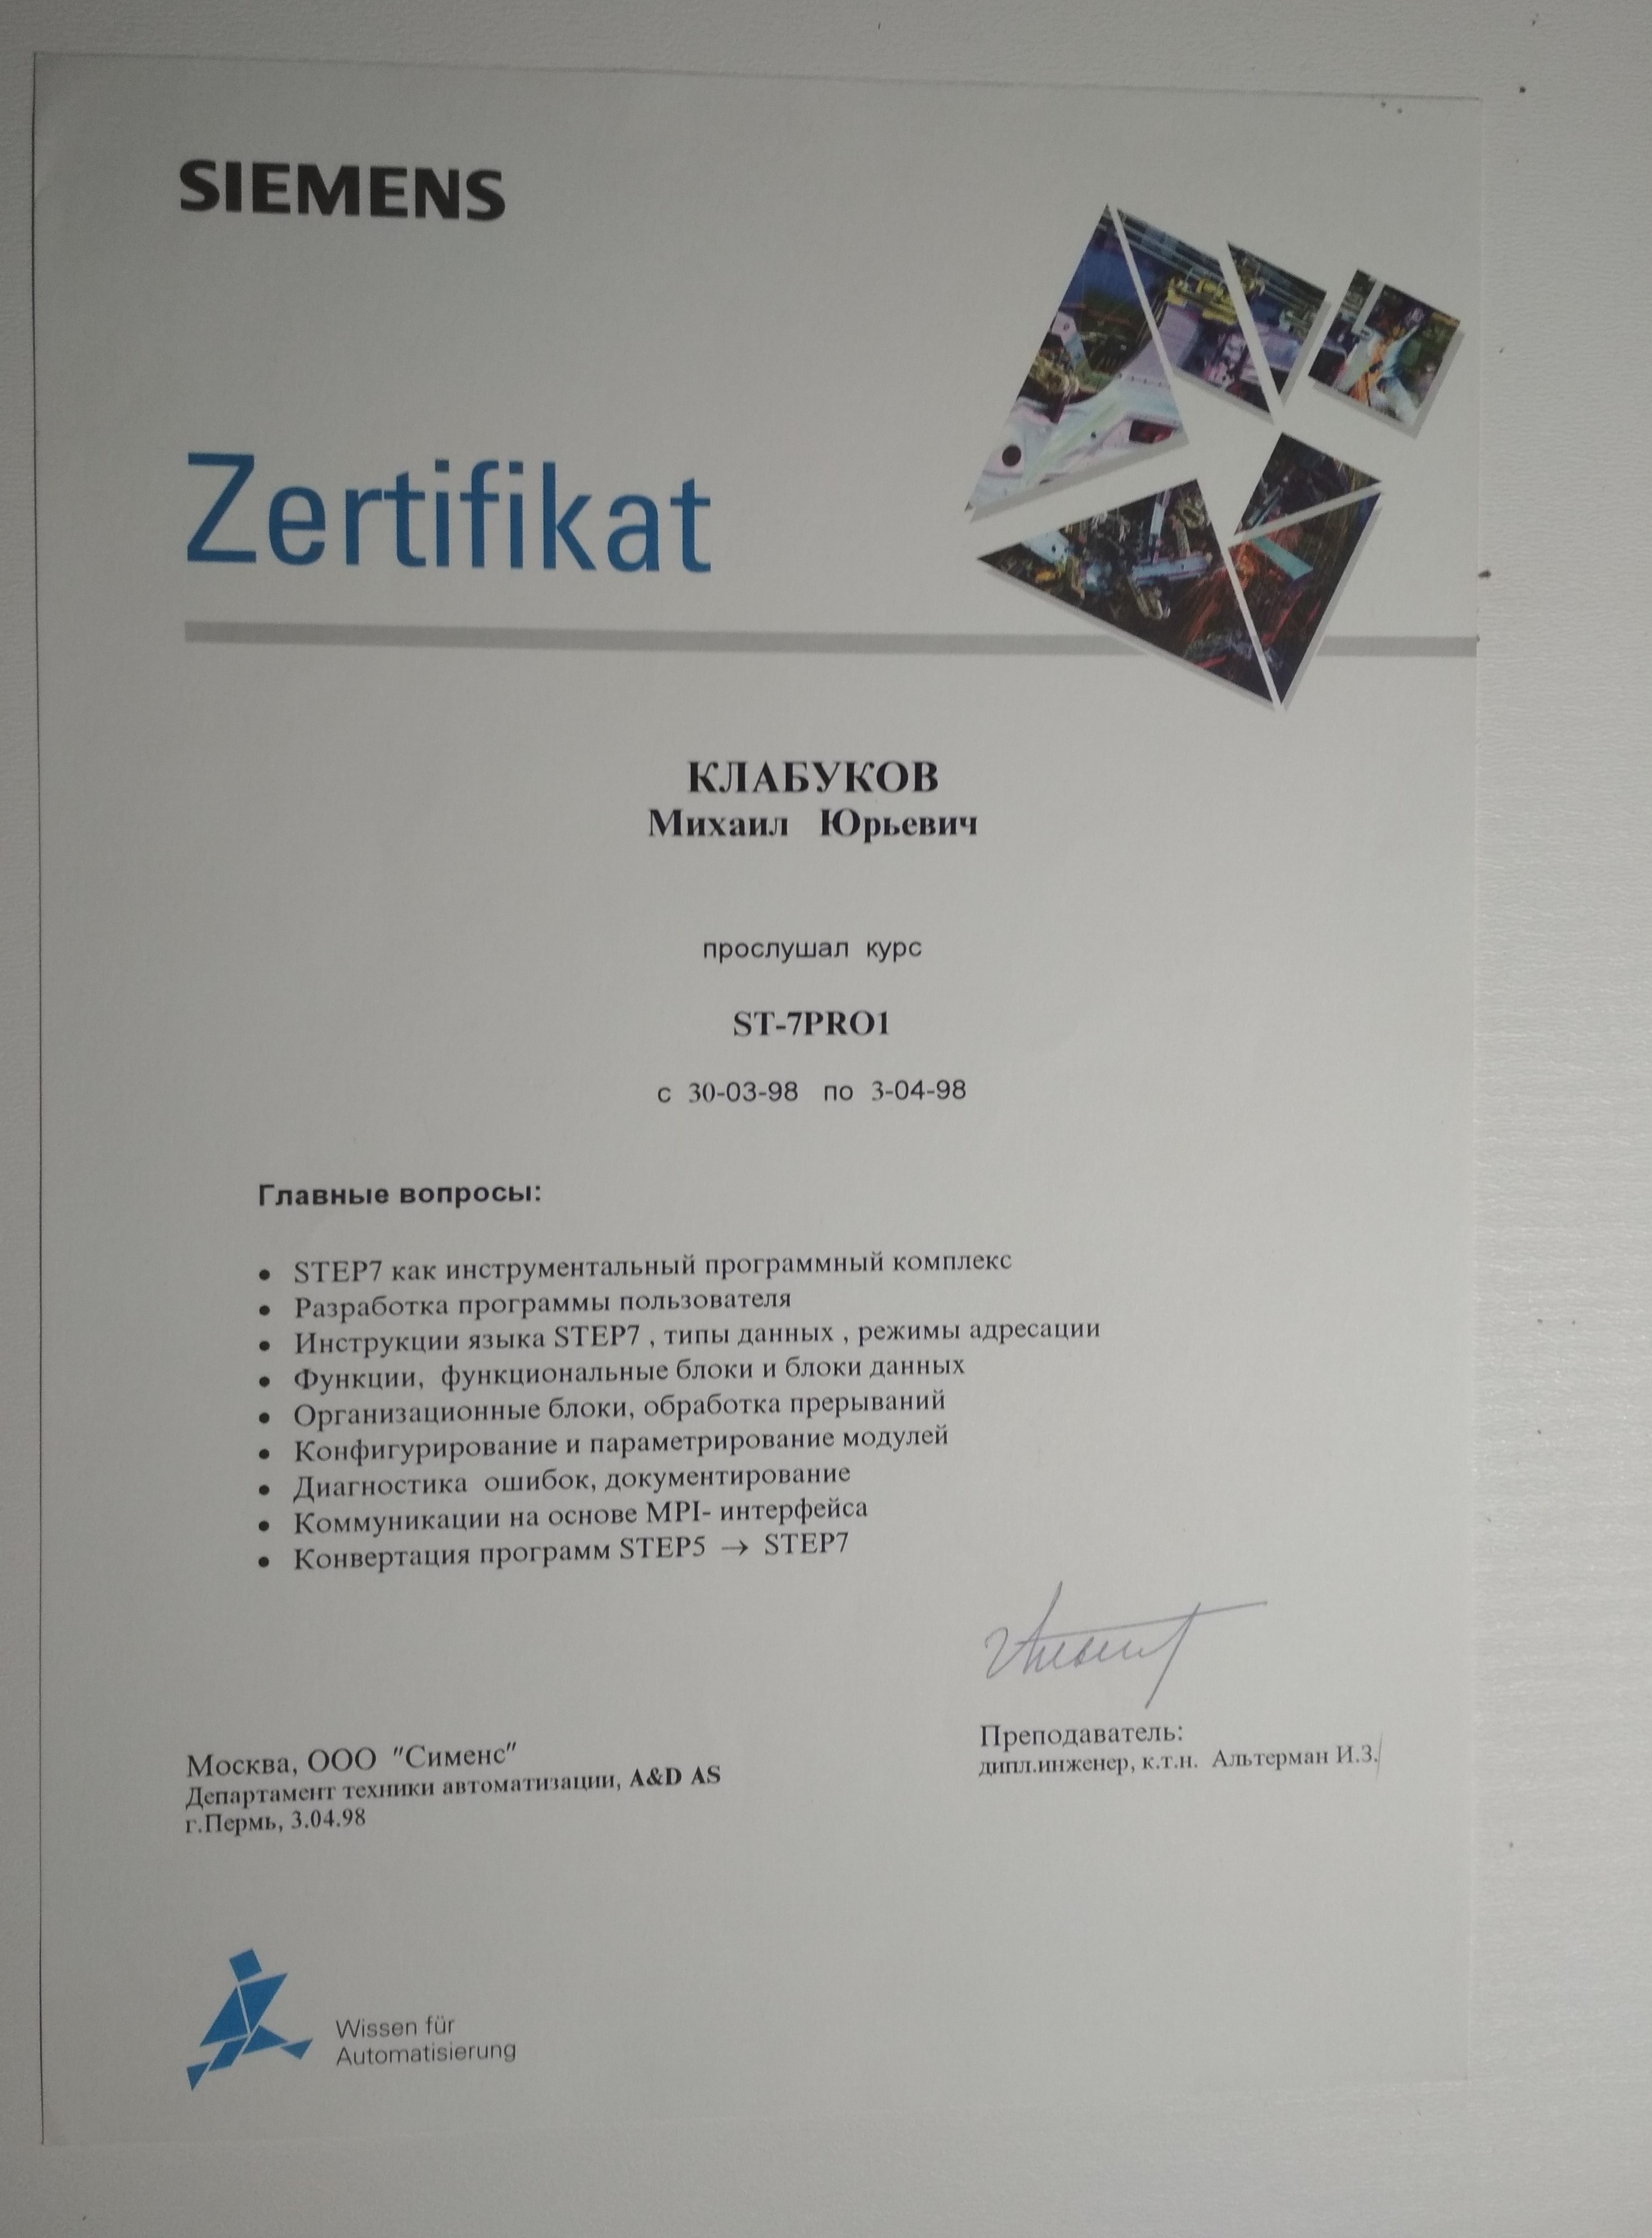 SIEMENS
Zertifikat
КЛАБУКОВ
Михаил Юрьевич
прослушал курс
ST-7PRO1
с 30-03-98 по 3-04-98
Главные вопросы:
• STEP7 как инструментальный программный комплекс
• Разработка программы пользователя
• Инструкции языка STEP7 , типы данных , режимы адресации
• Функции, функциональные блоки и блоки данных
• Организационные блоки, обработка прерываний
• Конфигурирование и параметрирование модулей
• Диагностика ошибок, документирование
• Коммуникации на основе MPI- интерфейса
• Конвертация программ STEP5 → STEP7
Преподаватель:
дипл.инженер, к.т.н. Альтерман И.З.
Москва, ООО "Сименс"
Департамент техники автоматизации, A&D AS
г.Пермь, 3.04.98
Wissen für
Automatisierung